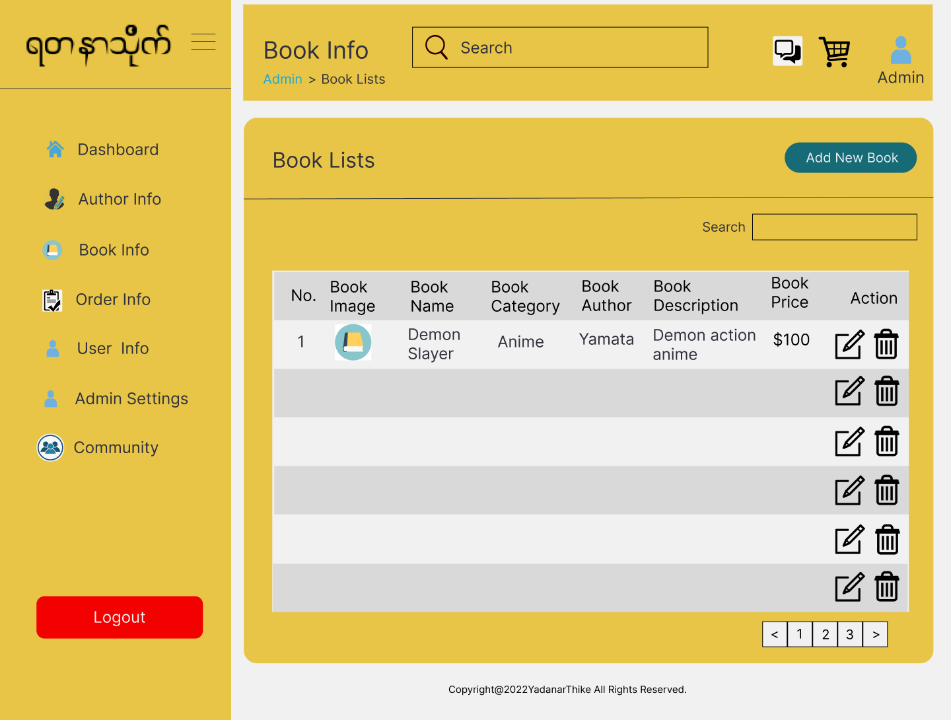 ရတနာသိုက်
Book Info
Search
Admin > Book Lists
Admin
Dashboard
Author Info
Book Info
Order Info
User Info
Admin Settings
Community
Logout
Book Lists
Add New Book
Search
No. Book Image Book Name Book Category Book Author Book Description Book Price Action
1 Demon Slayer Anime Yamata Demon action anime $100
< 1 2 3 >
Copyright@2022YadanarThike All Rights Reserved.